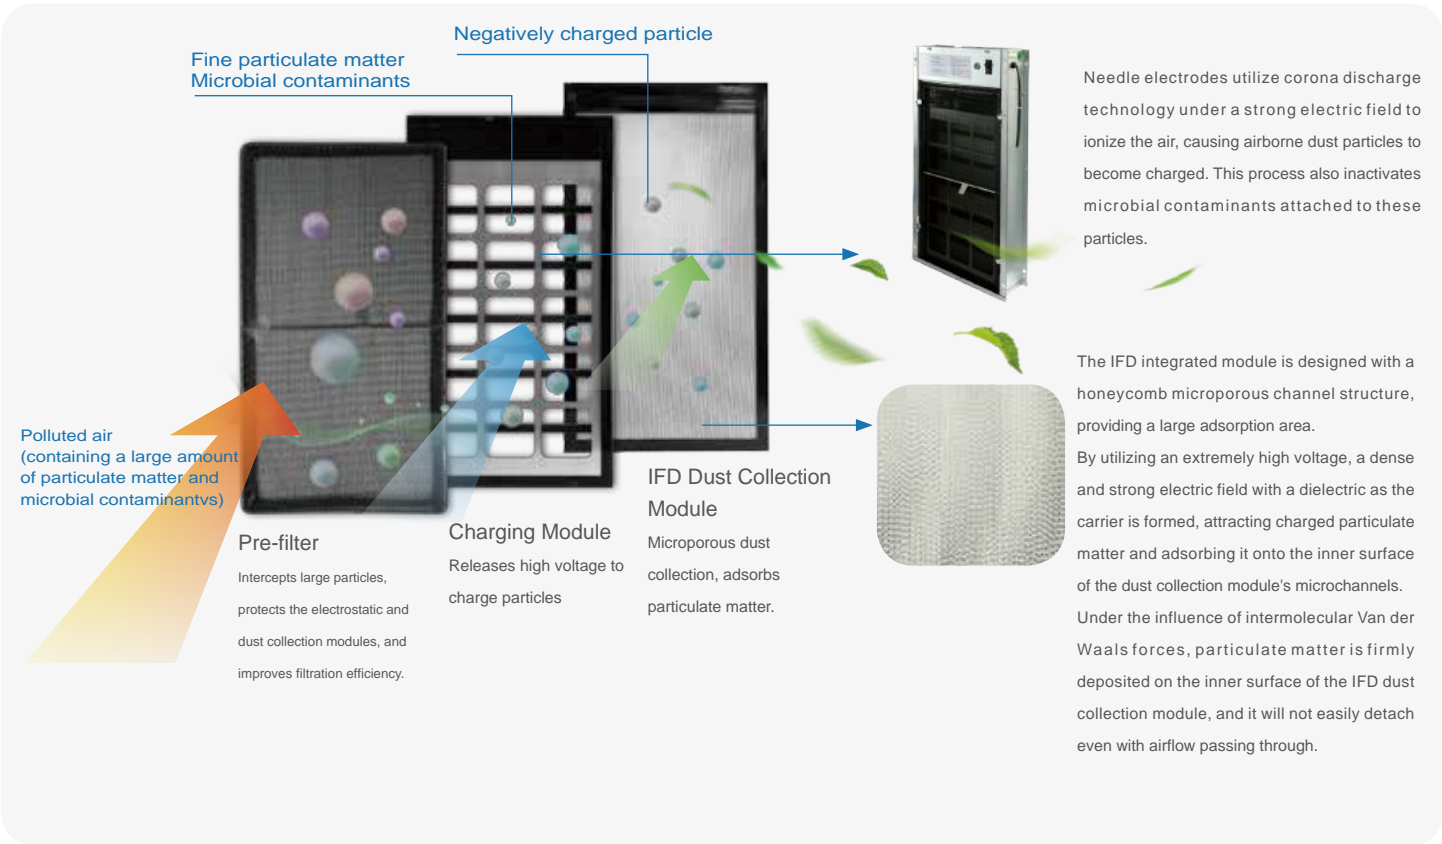 Negatively charged particle
Fine particulate matter
Microbial contaminants
Polluted air
(containing a large amount
of particulate matter and
microbial contaminantvs)
Pre-filter
Intercepts large particles,
protects the electrostatic and
dust collection modules, and
improves filtration efficiency.
Charging Module
Releases high voltage to
charge particles
IFD Dust Collection
Module
Microporous dust
collection, adsorbs
particulate matter.
Needle electrodes utilize corona discharge
technology under a strong electric field to
ionize the air, causing airborne dust particles to
become charged. This process also inactivates
microbial contaminants attached to these
particles.
The IFD integrated module is designed with a
honeycomb microporous channel structure,
providing a large adsorption area.
By utilizing an extremely high voltage, a dense
and strong electric field with a dielectric as the
carrier is formed, attracting charged particulate
matter and adsorbing it onto the inner surface
of the dust collection module's microchannels.
Under the influence of intermolecular Van der
Waals forces, particulate matter is firmly
deposited on the inner surface of the IFD dust
collection module, and it will not easily detach
even with airflow passing through.